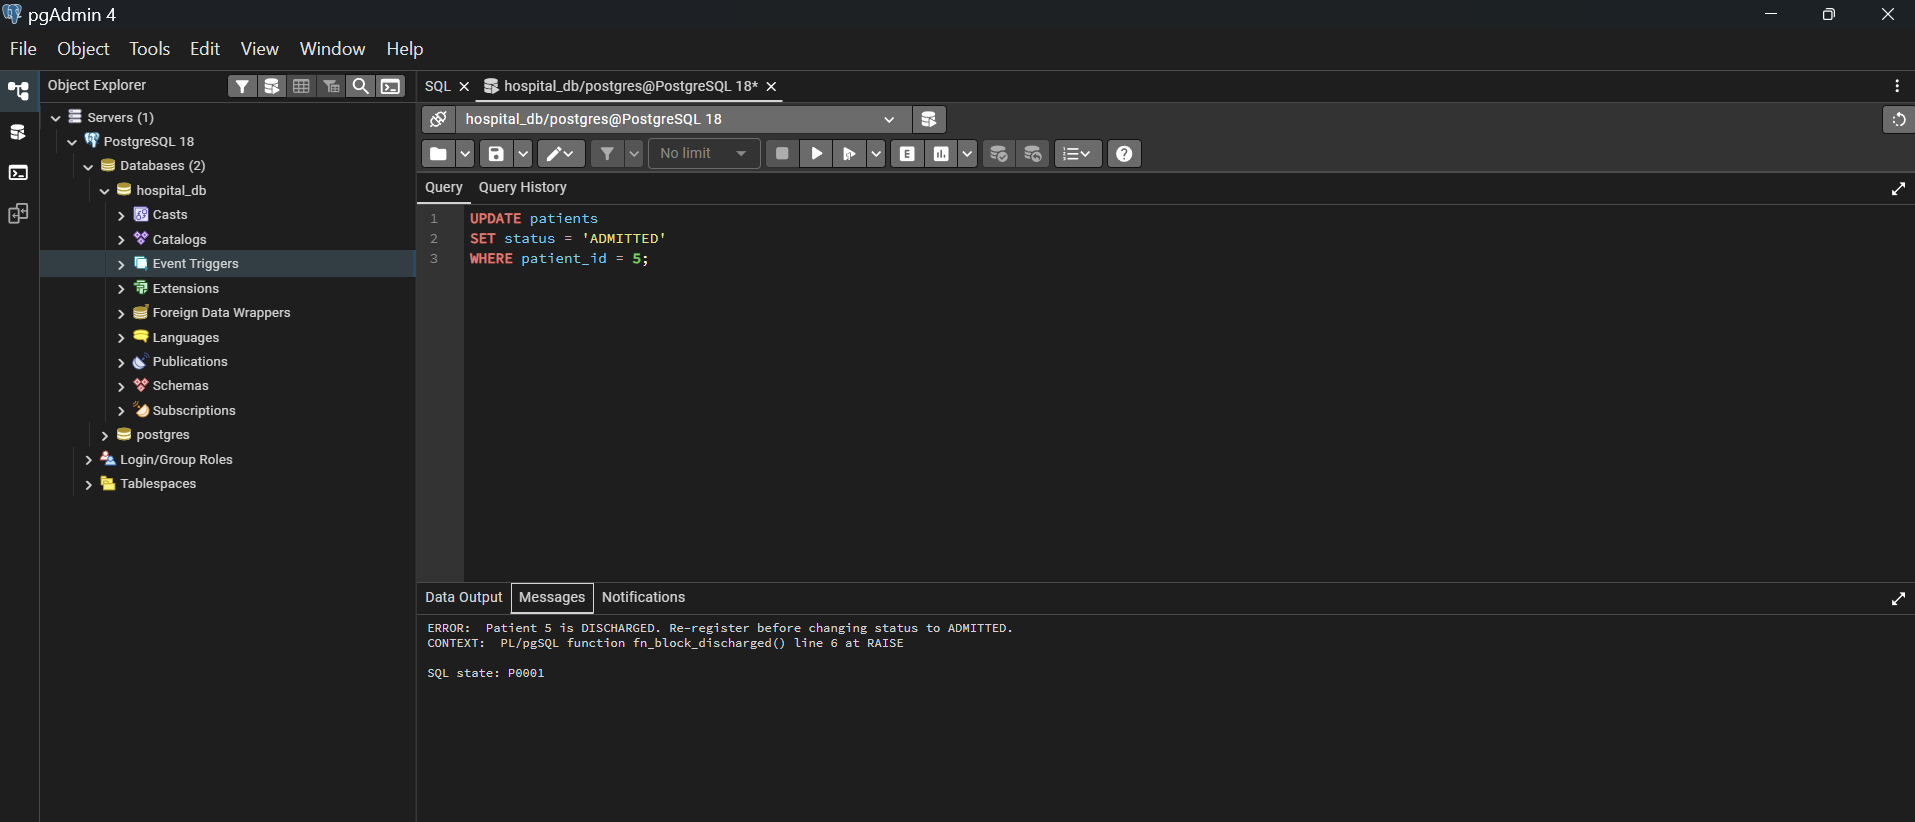 pgAdmin 4
File Object Tools Edit View Window Help
Object Explorer
SQL hospital_db/postgres@PostgreSQL 18*
Servers (1)
PostgreSQL 18
Databases (2)
hospital_db
Casts
Catalogs
Event Triggers
Extensions
Foreign Data Wrappers
Languages
Publications
Schemas
Subscriptions
postgres
Login/Group Roles
Tablespaces
hospital_db/postgres@PostgreSQL 18
No limit
E
Query Query History
1 UPDATE patients
2 SET status = 'ADMITTED'
3 WHERE patient_id = 5;
Data Output Messages Notifications
ERROR: Patient 5 is DISCHARGED. Re-register before changing status to ADMITTED.
CONTEXT: PL/pgSQL function fn_block_discharged() line 6 at RAISE
SQL state: P0001